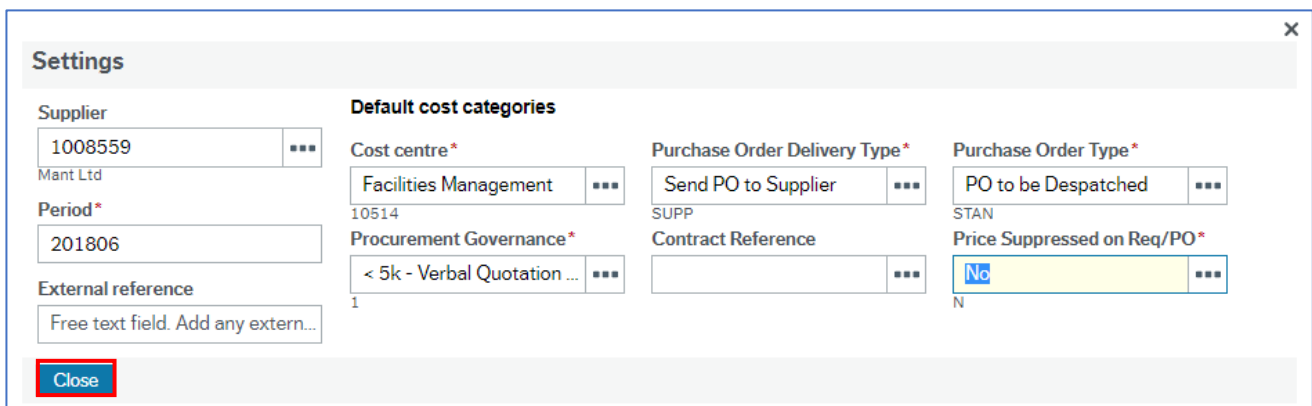 ×
Settings
Supplier
1008559
Mant Ltd
Period*
201806
External reference
Free text field. Add any extern...
Default cost categories
Cost centre* Purchase Order Delivery Type* Purchase Order Type*
Facilities Management Send PO to Supplier PO to be Despatched
10514 SUPP STAN
Procurement Governance* Contract Reference Price Suppressed on Req/PO*
< 5k - Verbal Quotation ... No
1 N
Close